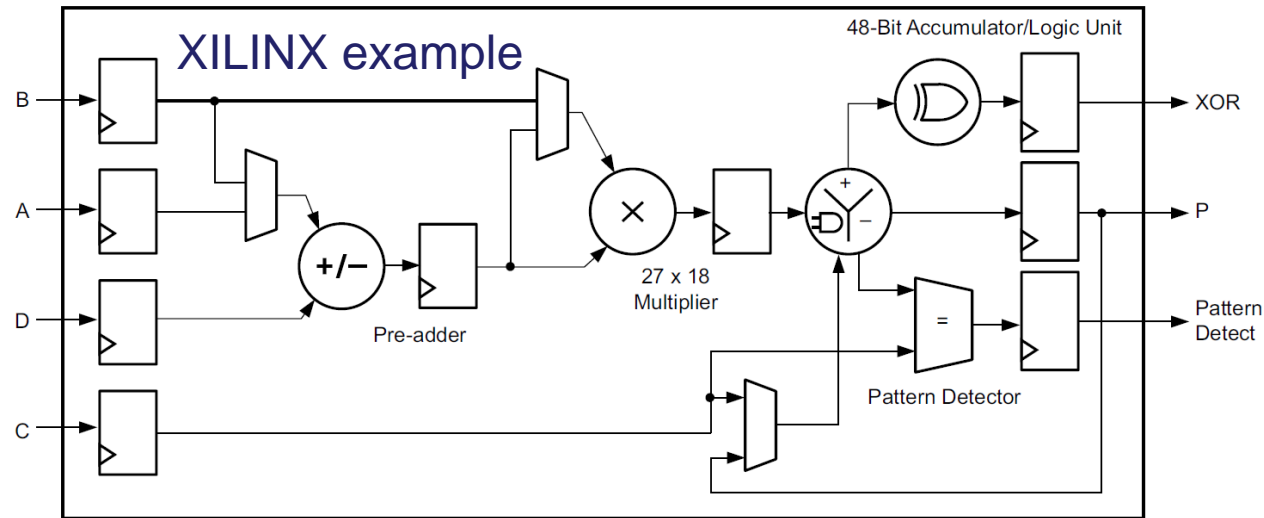 XILINX example
48-Bit Accumulator/Logic Unit
B
XOR
A
+
−
P
+/−
×
27 x 18
Multiplier
D
Pre-adder
=
Pattern
Detect
Pattern Detector
C